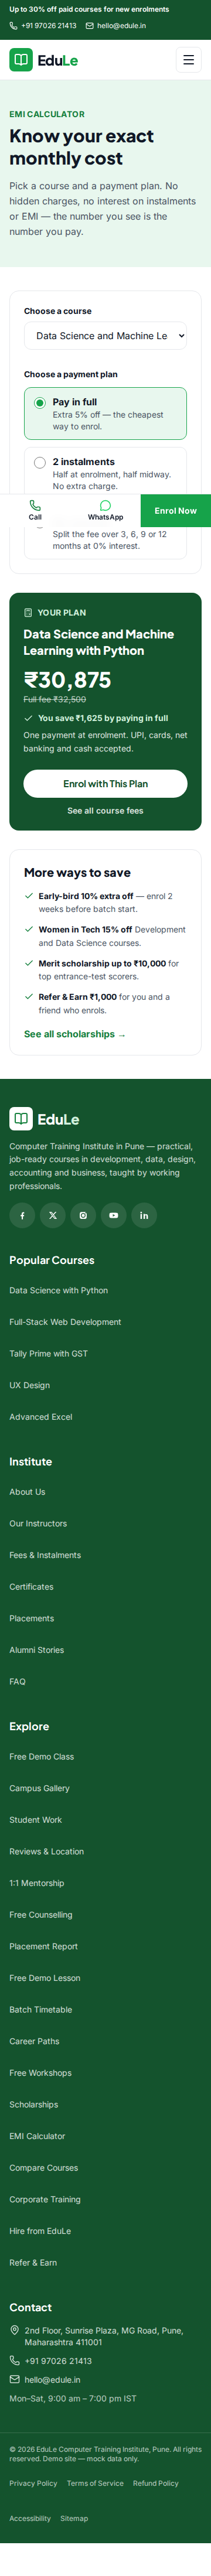 Up to 30% off paid courses for new enrolments
+91 97026 21413 hello@edule.in
EduLe
EMI CALCULATOR
Know your exact
monthly cost
Pick a course and a payment plan. No
hidden charges, no interest on instalments
or EMI — the number you see is the
number you pay.
Choose a course
Data Science and Machine Le
Choose a payment plan
Pay in full
Extra 5% off — the cheapest
way to enrol.
2 instalments
Half at enrolment, half midway.
No extra charge.
Call
WhatsApp
Enrol Now
Split the fee over 3, 6, 9 or 12
months at 0% interest.
YOUR PLAN
Data Science and Machine
Learning with Python
₹30,875
Full fee ₹32,500
You save ₹1,625 by paying in full
One payment at enrolment. UPI, cards, net
banking and cash accepted.
Enrol with This Plan
See all course fees
More ways to save
Early-bird 10% extra off — enrol 2
weeks before batch start.
Women in Tech 15% off Development
and Data Science courses.
Merit scholarship up to ₹10,000 for
top entrance-test scorers.
Refer & Earn ₹1,000 for you and a
friend who enrols.
See all scholarships →
EduLe
Computer Training Institute in Pune — practical,
job-ready courses in development, data, design,
accounting and business, taught by working
professionals.
Popular Courses
Data Science with Python
Full-Stack Web Development
Tally Prime with GST
UX Design
Advanced Excel
Institute
About Us
Our Instructors
Fees & Instalments
Certificates
Placements
Alumni Stories
FAQ
Explore
Free Demo Class
Campus Gallery
Student Work
Reviews & Location
1:1 Mentorship
Free Counselling
Placement Report
Free Demo Lesson
Batch Timetable
Career Paths
Free Workshops
Scholarships
EMI Calculator
Compare Courses
Corporate Training
Hire from EduLe
Refer & Earn
Contact
2nd Floor, Sunrise Plaza, MG Road, Pune,
Maharashtra 411001
+91 97026 21413
hello@edule.in
Mon–Sat, 9:00 am – 7:00 pm IST
© 2026 EduLe Computer Training Institute, Pune. All rights
reserved. Demo site — mock data only.
Privacy Policy Terms of Service Refund Policy
Accessibility Sitemap